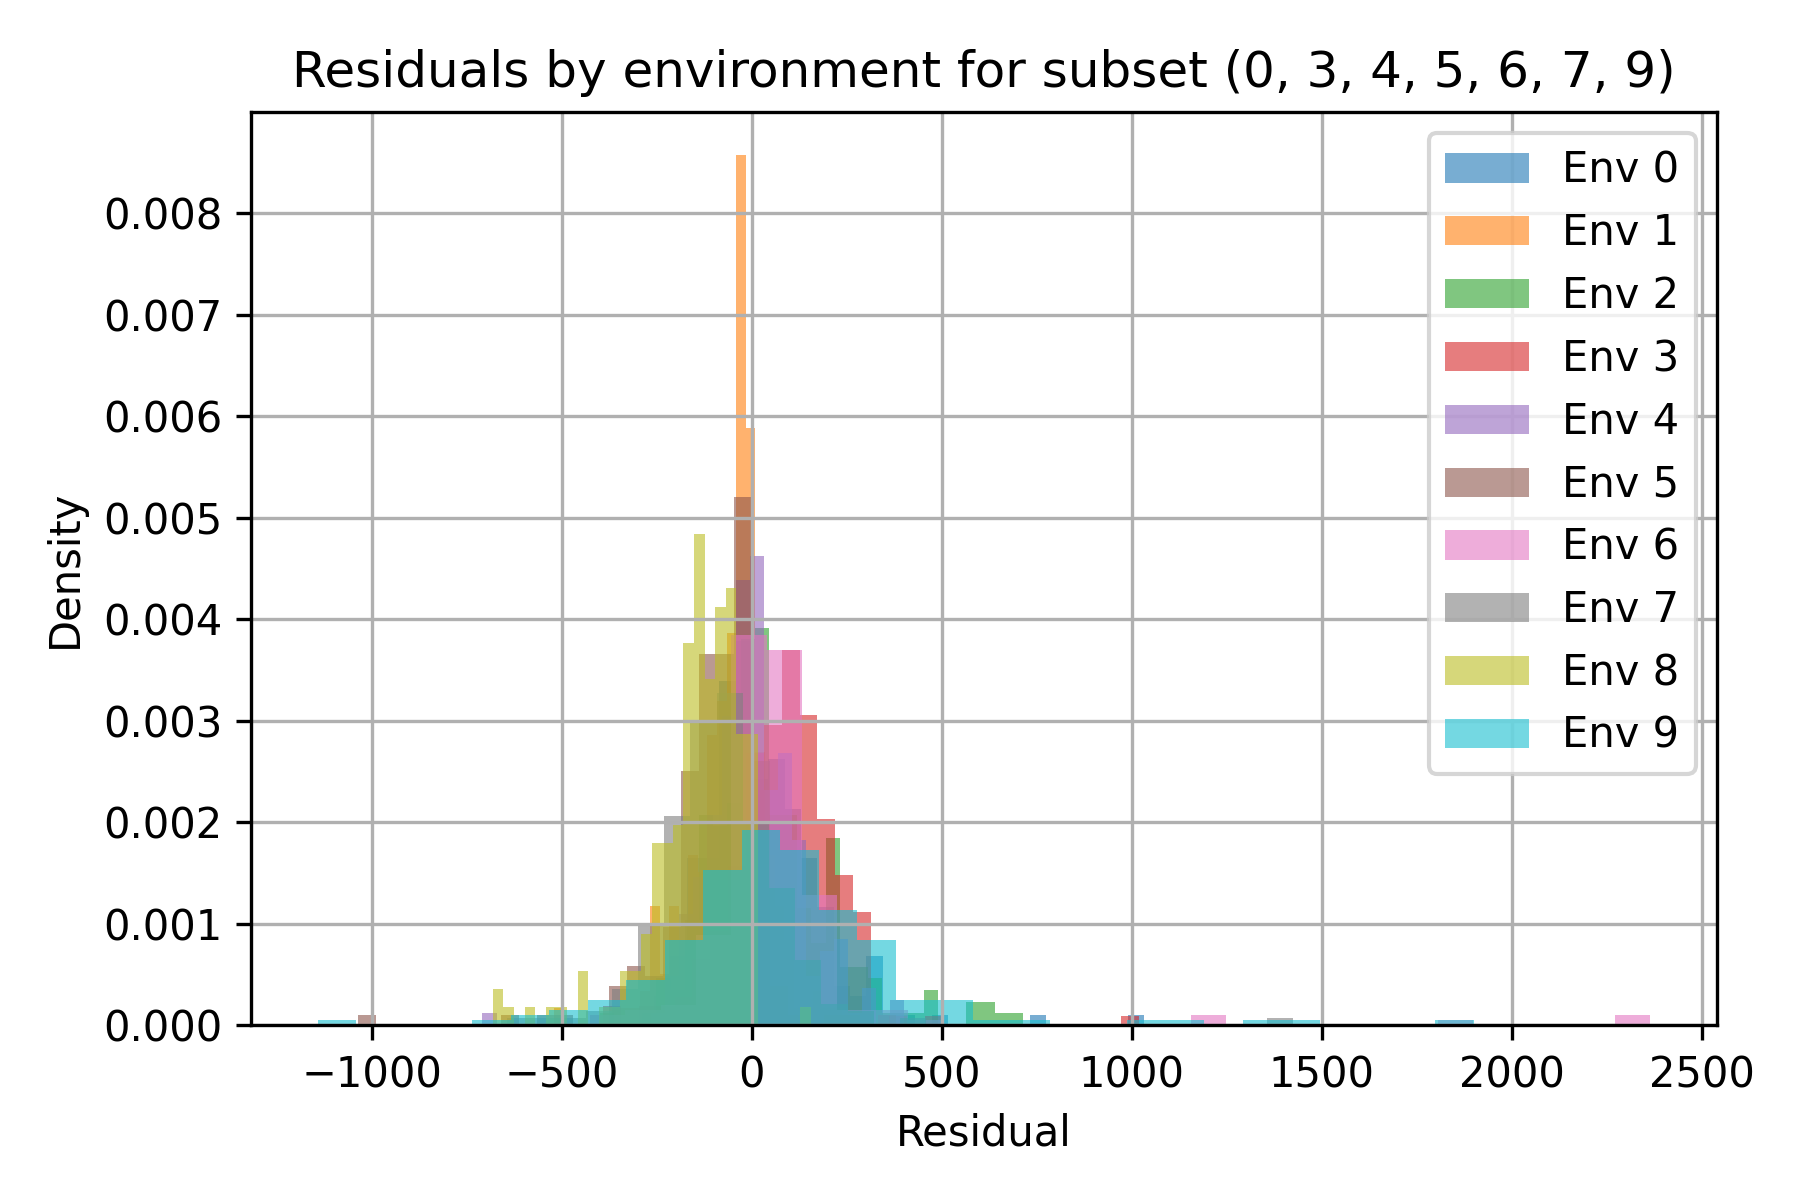 Residuals by environment for subset (0, 3, 4, 5, 6, 7, 9)
Env 0
Env 1
Env 2
Env 3
Env 4
Env 5
Env 6
Env 7
Env 8
Env 9
Density
0.008
0.007
0.006
0.005
0.004
0.003
0.002
0.001
0.000
−1000
−500
0
500
1000
1500
2000
2500
Residual